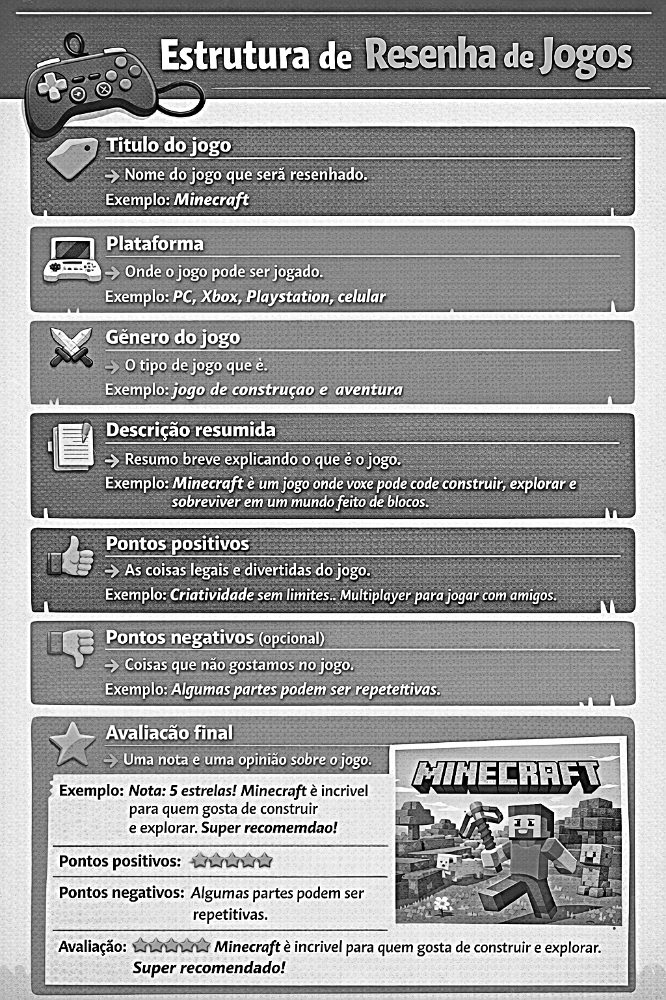 Estrutura de Resenha de Jogos
Titulo do jogo
→ Nome do jogo que será resenhado.
Exemplo: Minecraft
Plataforma
→ Onde o jogo pode ser jogado.
Exemplo: PC, Xbox, Playstation, celular
Gěnero do jogo
→ O tipo de jogo que è.
Exemplo: jogo de construçao e aventura
Descrição resumida
→ Resumo breve explicando o que é o jogo.
Exemplo: Minecraft è um jogo onde voxe pode code construir, explorar e
sobreviver em um mundo feito de blocos.
Pontos positivos
→ As coisas legais e divertidas do jogo.
Exemplo: Criatividade sem limites.. Multiplayer para jogar com amigos.
Pontos negativos (opcional)
→ Coisas que não gostamos no jogo.
Exemplo: Algumas partes podem ser repetettivas.
Avaliacão final
→ Uma nota e uma opinião sobre o jogo.
Exemplo: Nota: 5 estrelas! Minecraft è incrivel
para quem gosta de construir
e explorar. Super recomemdao!
Pontos positivos:
Pontos negativos: Algumas partes podem ser
repetitivas.
Avaliação: Minecraft è incrivel para quem gosta de construir e explorar.
Super recomendado!
MINECRAFT